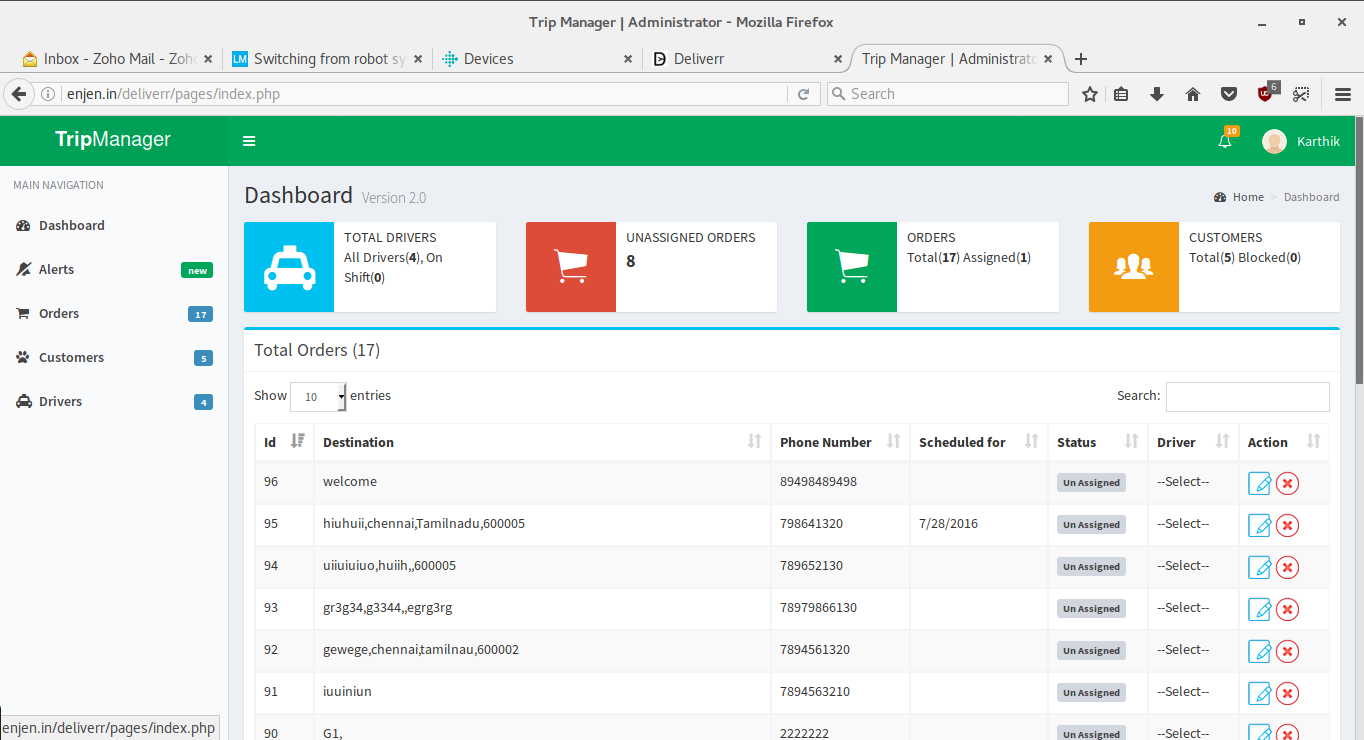 Trip Manager | Administrator - Mozilla Firefox
Inbox - Zoho Mail - Zoh
Switching from robot sy
Devices
Deliverr
Trip Manager | Administrato
enjen.in/deliverr/pages/index.php
Search
6
TripManager
10
Karthik
MAIN NAVIGATION
Dashboard
Alerts new
Orders 17
Customers 5
Drivers 4
Dashboard Version 2.0
Home > Dashboard
TOTAL DRIVERS
All Drivers(4), On
Shift(0)
UNASSIGNED ORDERS
8
ORDERS
Total(17) Assigned(1)
CUSTOMERS
Total(5) Blocked(0)
Total Orders (17)
Show 10 entries
Search:
Id Destination Phone Number Scheduled for Status Driver Action
96 welcome 89498489498 Un Assigned --Select--
95 hiuhuii,chennai,Tamilnadu,600005 798641320 7/28/2016 Un Assigned --Select--
94 uiiuiuiuo,huiih,,600005 789652130 Un Assigned --Select--
93 gr3g34,g3344,,egrg3rg 78979866130 Un Assigned --Select--
92 gewege,chennai,tamilnau,600002 7894561320 Un Assigned --Select--
91 iuuiniun 7894563210 Un Assigned --Select--
90 G1, 2222222 Un Assigned --Select--
enjen.in/deliverr/pages/index.php